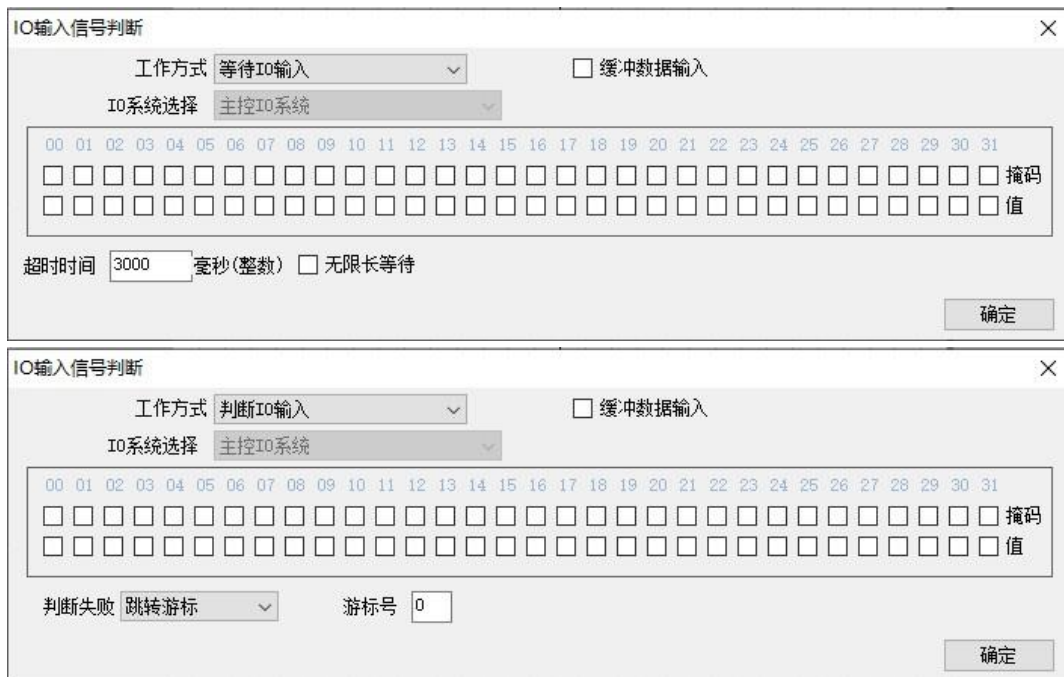 IO输入信号判断
工作方式 等待IO输入 缓冲数据输入
IO系统选择 主控IO系统
00 01 02 03 04 05 06 07 08 09 10 11 12 13 14 15 16 17 18 19 20 21 22 23 24 25 26 27 28 29 30 31
掩码
值
超时时间 3000 毫秒(整数) 无限长等待
确定
IO输入信号判断
工作方式 判断IO输入 缓冲数据输入
IO系统选择 主控IO系统
00 01 02 03 04 05 06 07 08 09 10 11 12 13 14 15 16 17 18 19 20 21 22 23 24 25 26 27 28 29 30 31
掩码
值
判断失败 跳转游标 游标号 0
确定